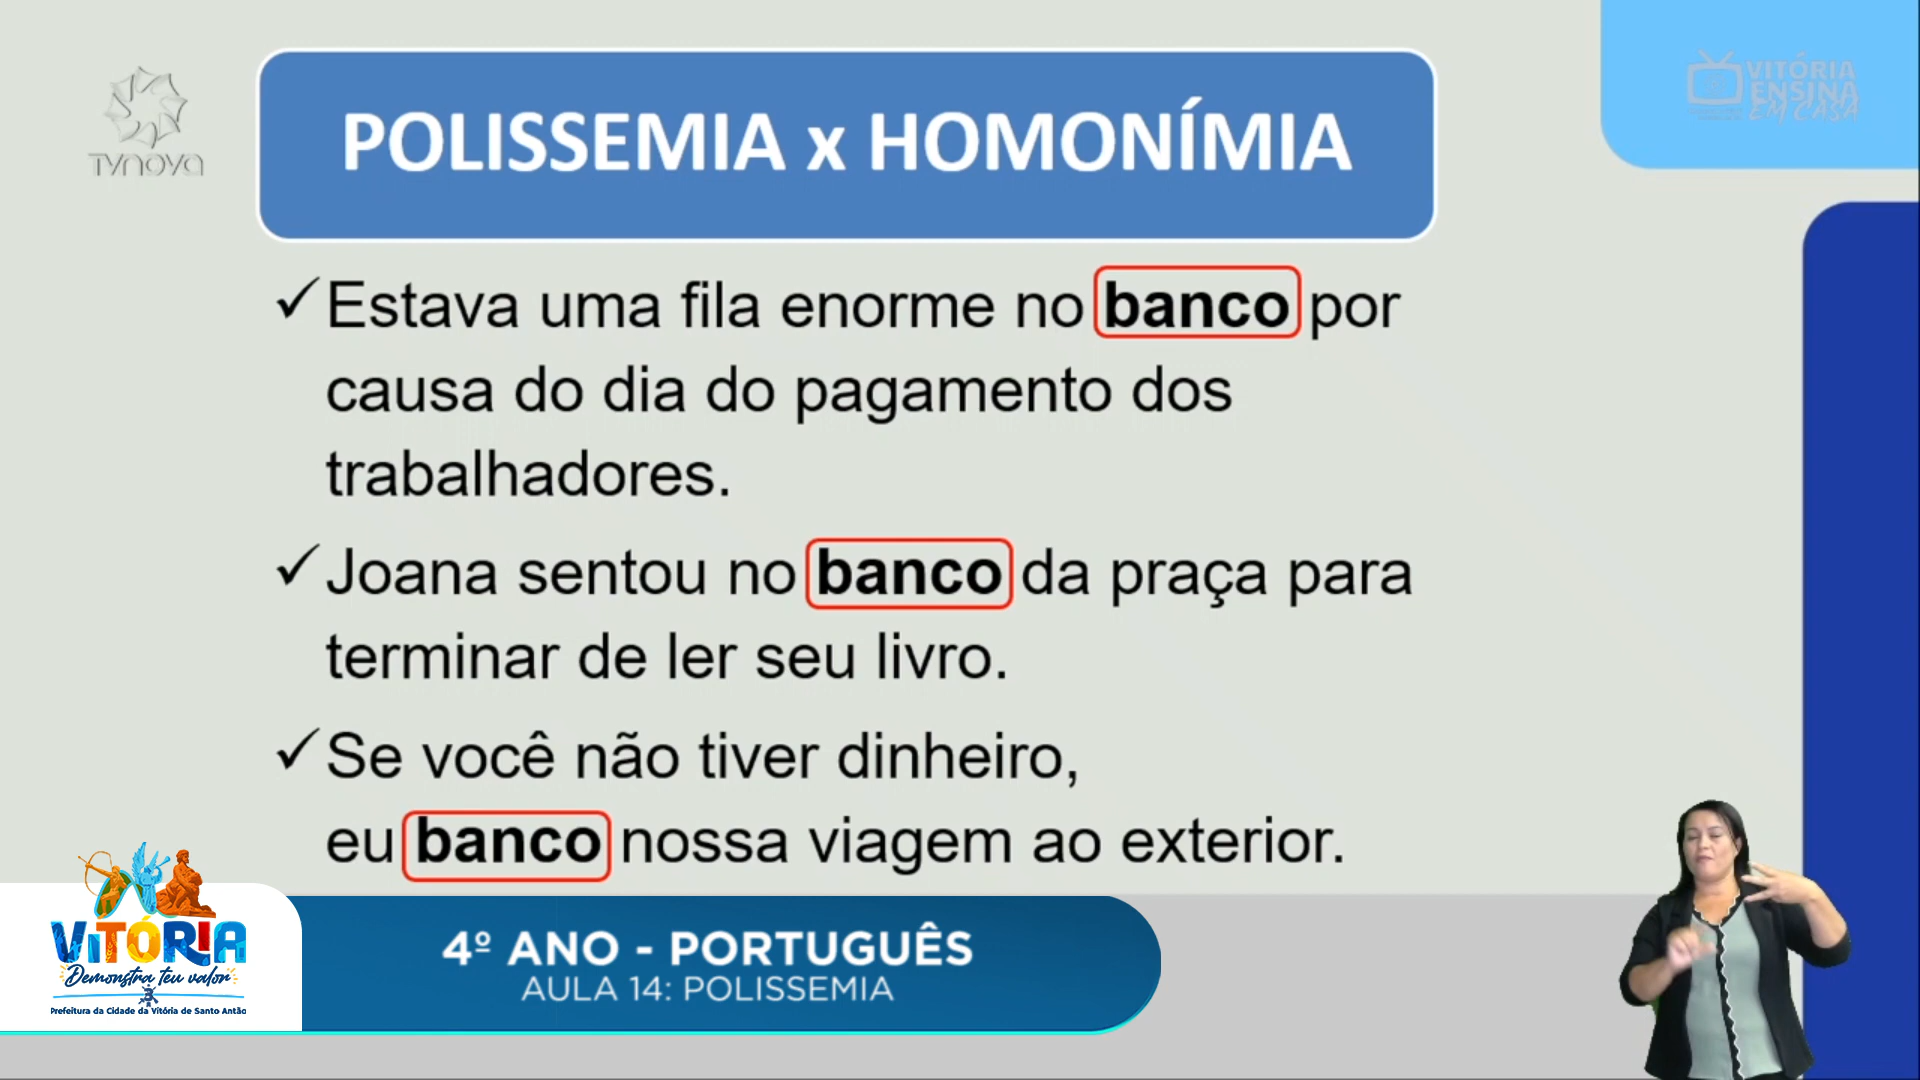 TVNOVA
VITÓRIA
ENSINA
EM CASA
POLISSEMIA x HOMONÍMIA
✓Estava uma fila enorme no banco por
causa do dia do pagamento dos
trabalhadores.
✓Joana sentou no banco da praça para
terminar de ler seu livro.
✓Se você não tiver dinheiro,
eu banco nossa viagem ao exterior.
VITÓRIA
Demonstra teu valor
Prefeitura da Cidade da Vitória de Santo Antão
4º ANO - PORTUGUÊS
AULA 14: POLISSEMIA